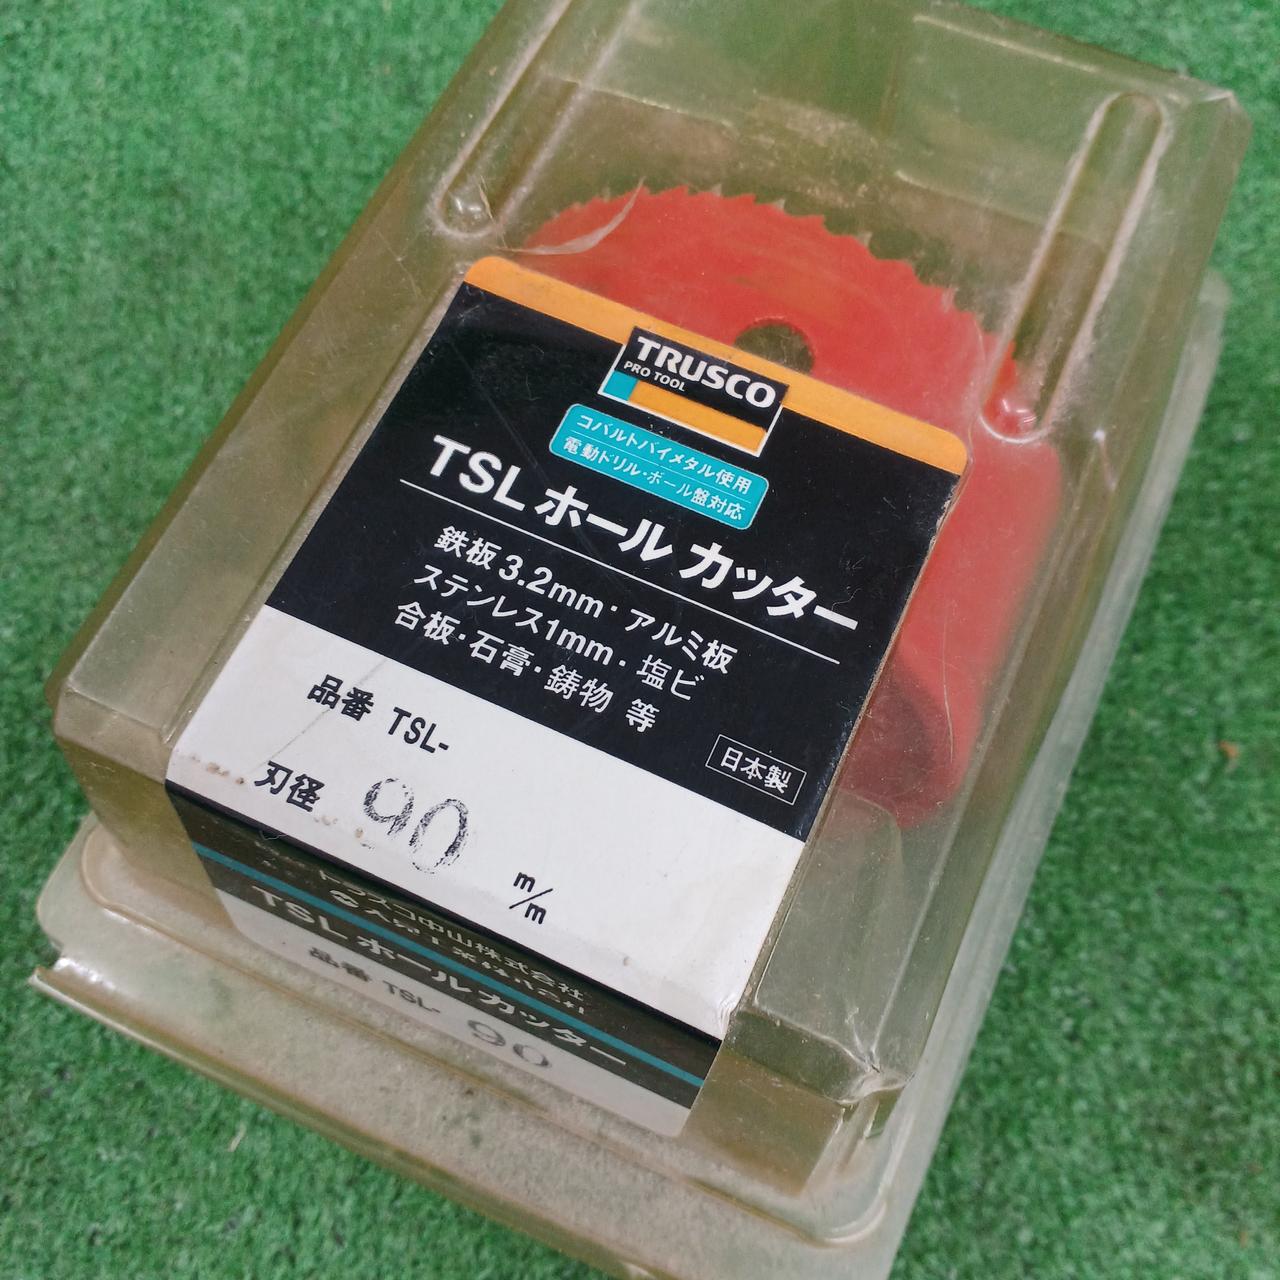 TRUSCO
PRO TOOL
コバルトバイメタル使用
電動ドリル・ボール盤対応
TSL ホール カッター
鉄板3.2mm・アルミ板
ステンレス1mm・塩ビ
合板・石膏・鋳物 等
日本製
品番 TSL-
刃径 90 m/m
トラスコ中山株式会社
TSL ホールカッター
品番 TSL- 90